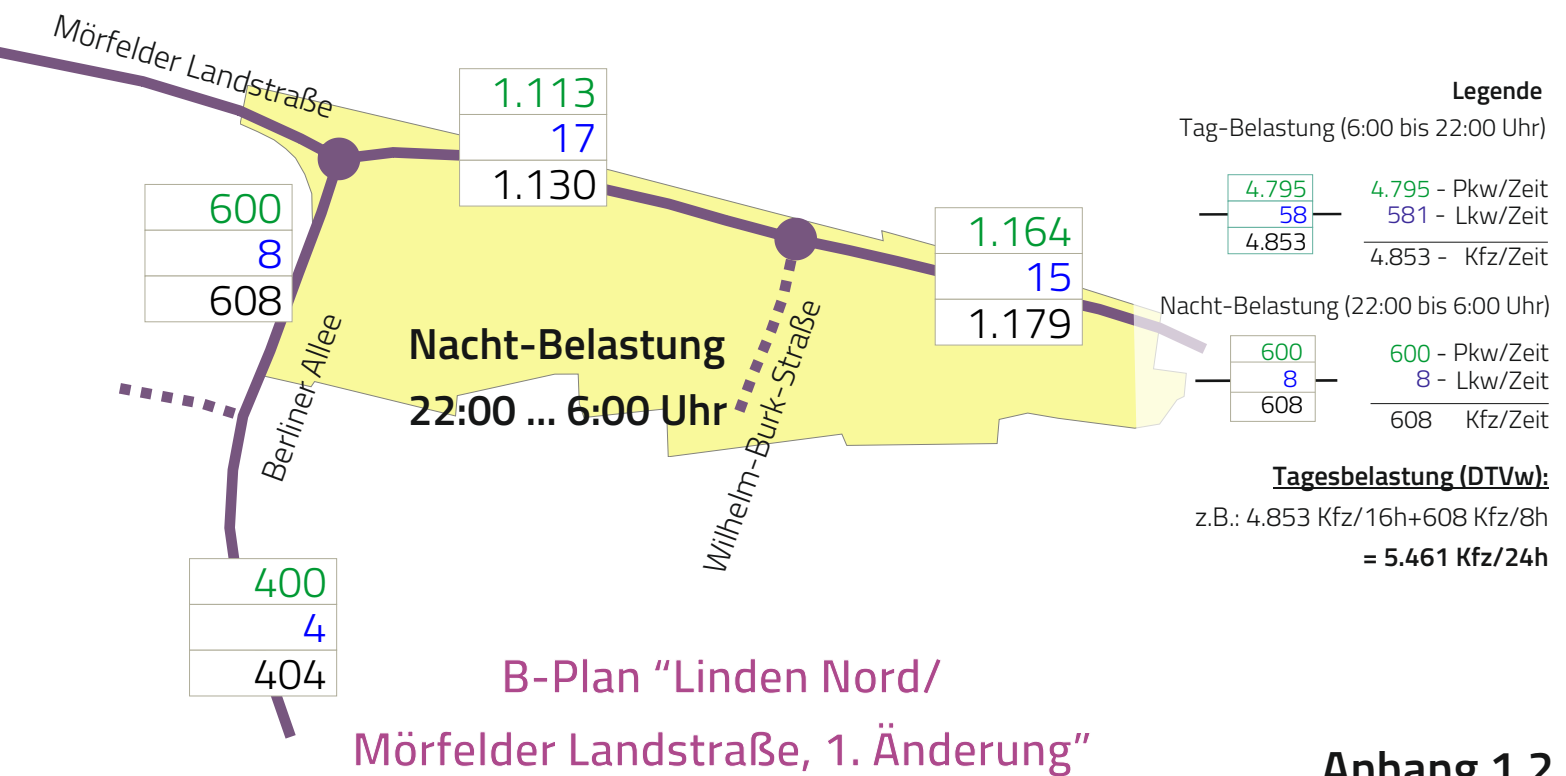 Mörfelder Landstraße
1.113
17
1.130
600
8
608
1.164
15
1.179
Nacht-Belastung
22:00 ... 6:00 Uhr
Berliner Allee
Wilhelm-Burk-Straße
400
4
404
B-Plan “Linden Nord/
Mörfelder Landstraße, 1. Änderung”
Legende
Tag-Belastung (6:00 bis 22:00 Uhr)
4.795 4.795 - Pkw/Zeit
58 581 - Lkw/Zeit
4.853 4.853 - Kfz/Zeit
Nacht-Belastung (22:00 bis 6:00 Uhr)
600 600 - Pkw/Zeit
8 8 - Lkw/Zeit
608 608 Kfz/Zeit
Tagesbelastung (DTVw):
z.B.: 4.853 Kfz/16h+608 Kfz/8h
= 5.461 Kfz/24h
Anhang 1.2